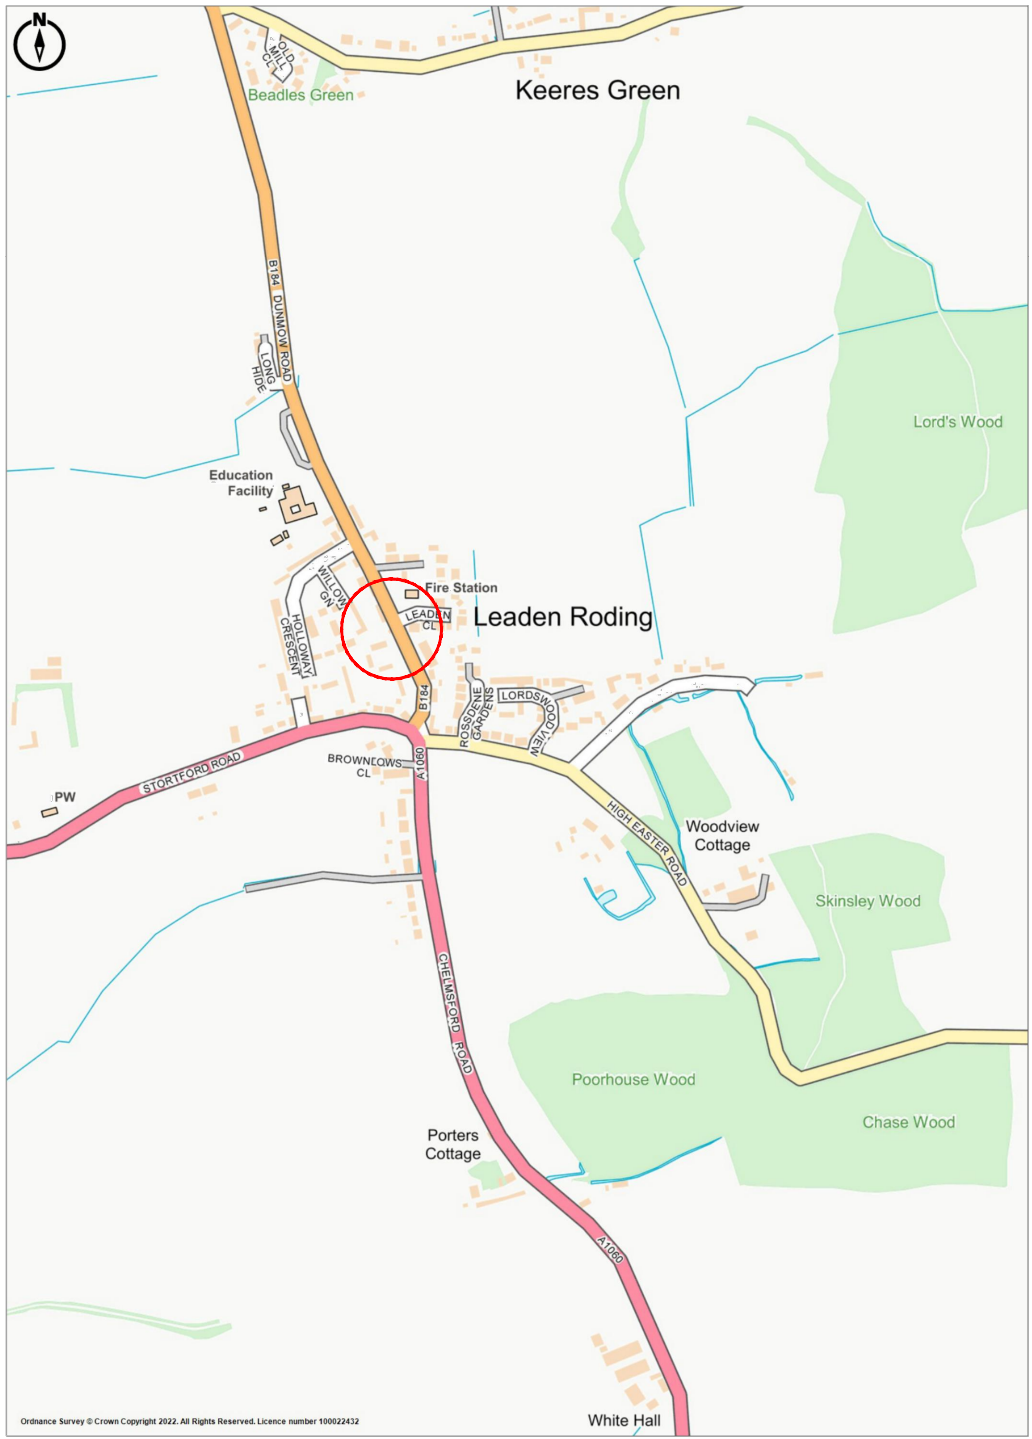 N
OLD
MILL
CL
Beadles Green
Keeres Green
B184 DUNMOW ROAD
LONG
HIDE
Lord's Wood
Education
Facility
WILLOW
GN
Fire Station
LEADEN
CL
Leaden Roding
HOLLOWAY
CRESCENT
B184
ROSSDENE
GARDENS
LORDSWOOD VIEW
STORTFORD ROAD
BROWNLOWS
CL
A1060
PW
HIGH EASTER ROAD
Woodview
Cottage
Skinsley Wood
CHELMSFORD ROAD
Poorhouse Wood
Chase Wood
Porters
Cottage
A1060
White Hall
Ordnance Survey © Crown Copyright 2022. All Rights Reserved. Licence number 100022432